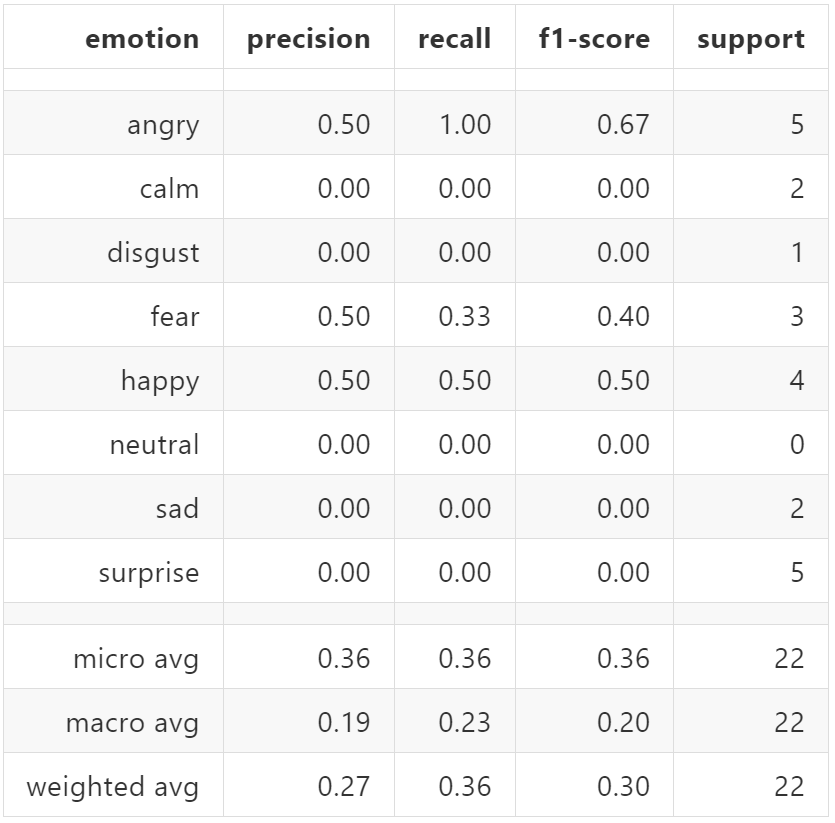 emotion precision recall f1-score support
angry 0.50 1.00 0.67 5
calm 0.00 0.00 0.00 2
disgust 0.00 0.00 0.00 1
fear 0.50 0.33 0.40 3
happy 0.50 0.50 0.50 4
neutral 0.00 0.00 0.00 0
sad 0.00 0.00 0.00 2
surprise 0.00 0.00 0.00 5
micro avg 0.36 0.36 0.36 22
macro avg 0.19 0.23 0.20 22
weighted avg 0.27 0.36 0.30 22